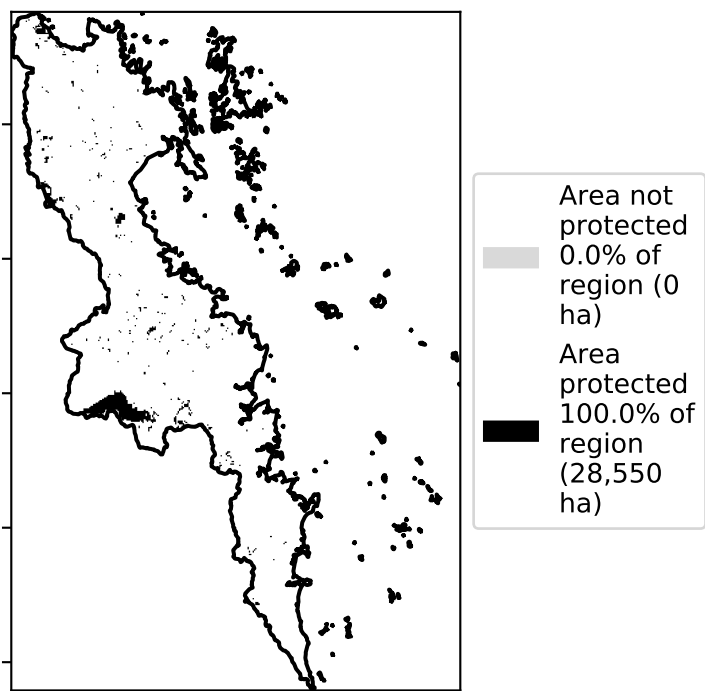 Area not
protected
0.0% of
region (0
ha)
Area
protected
100.0% of
region
(28,550
ha)